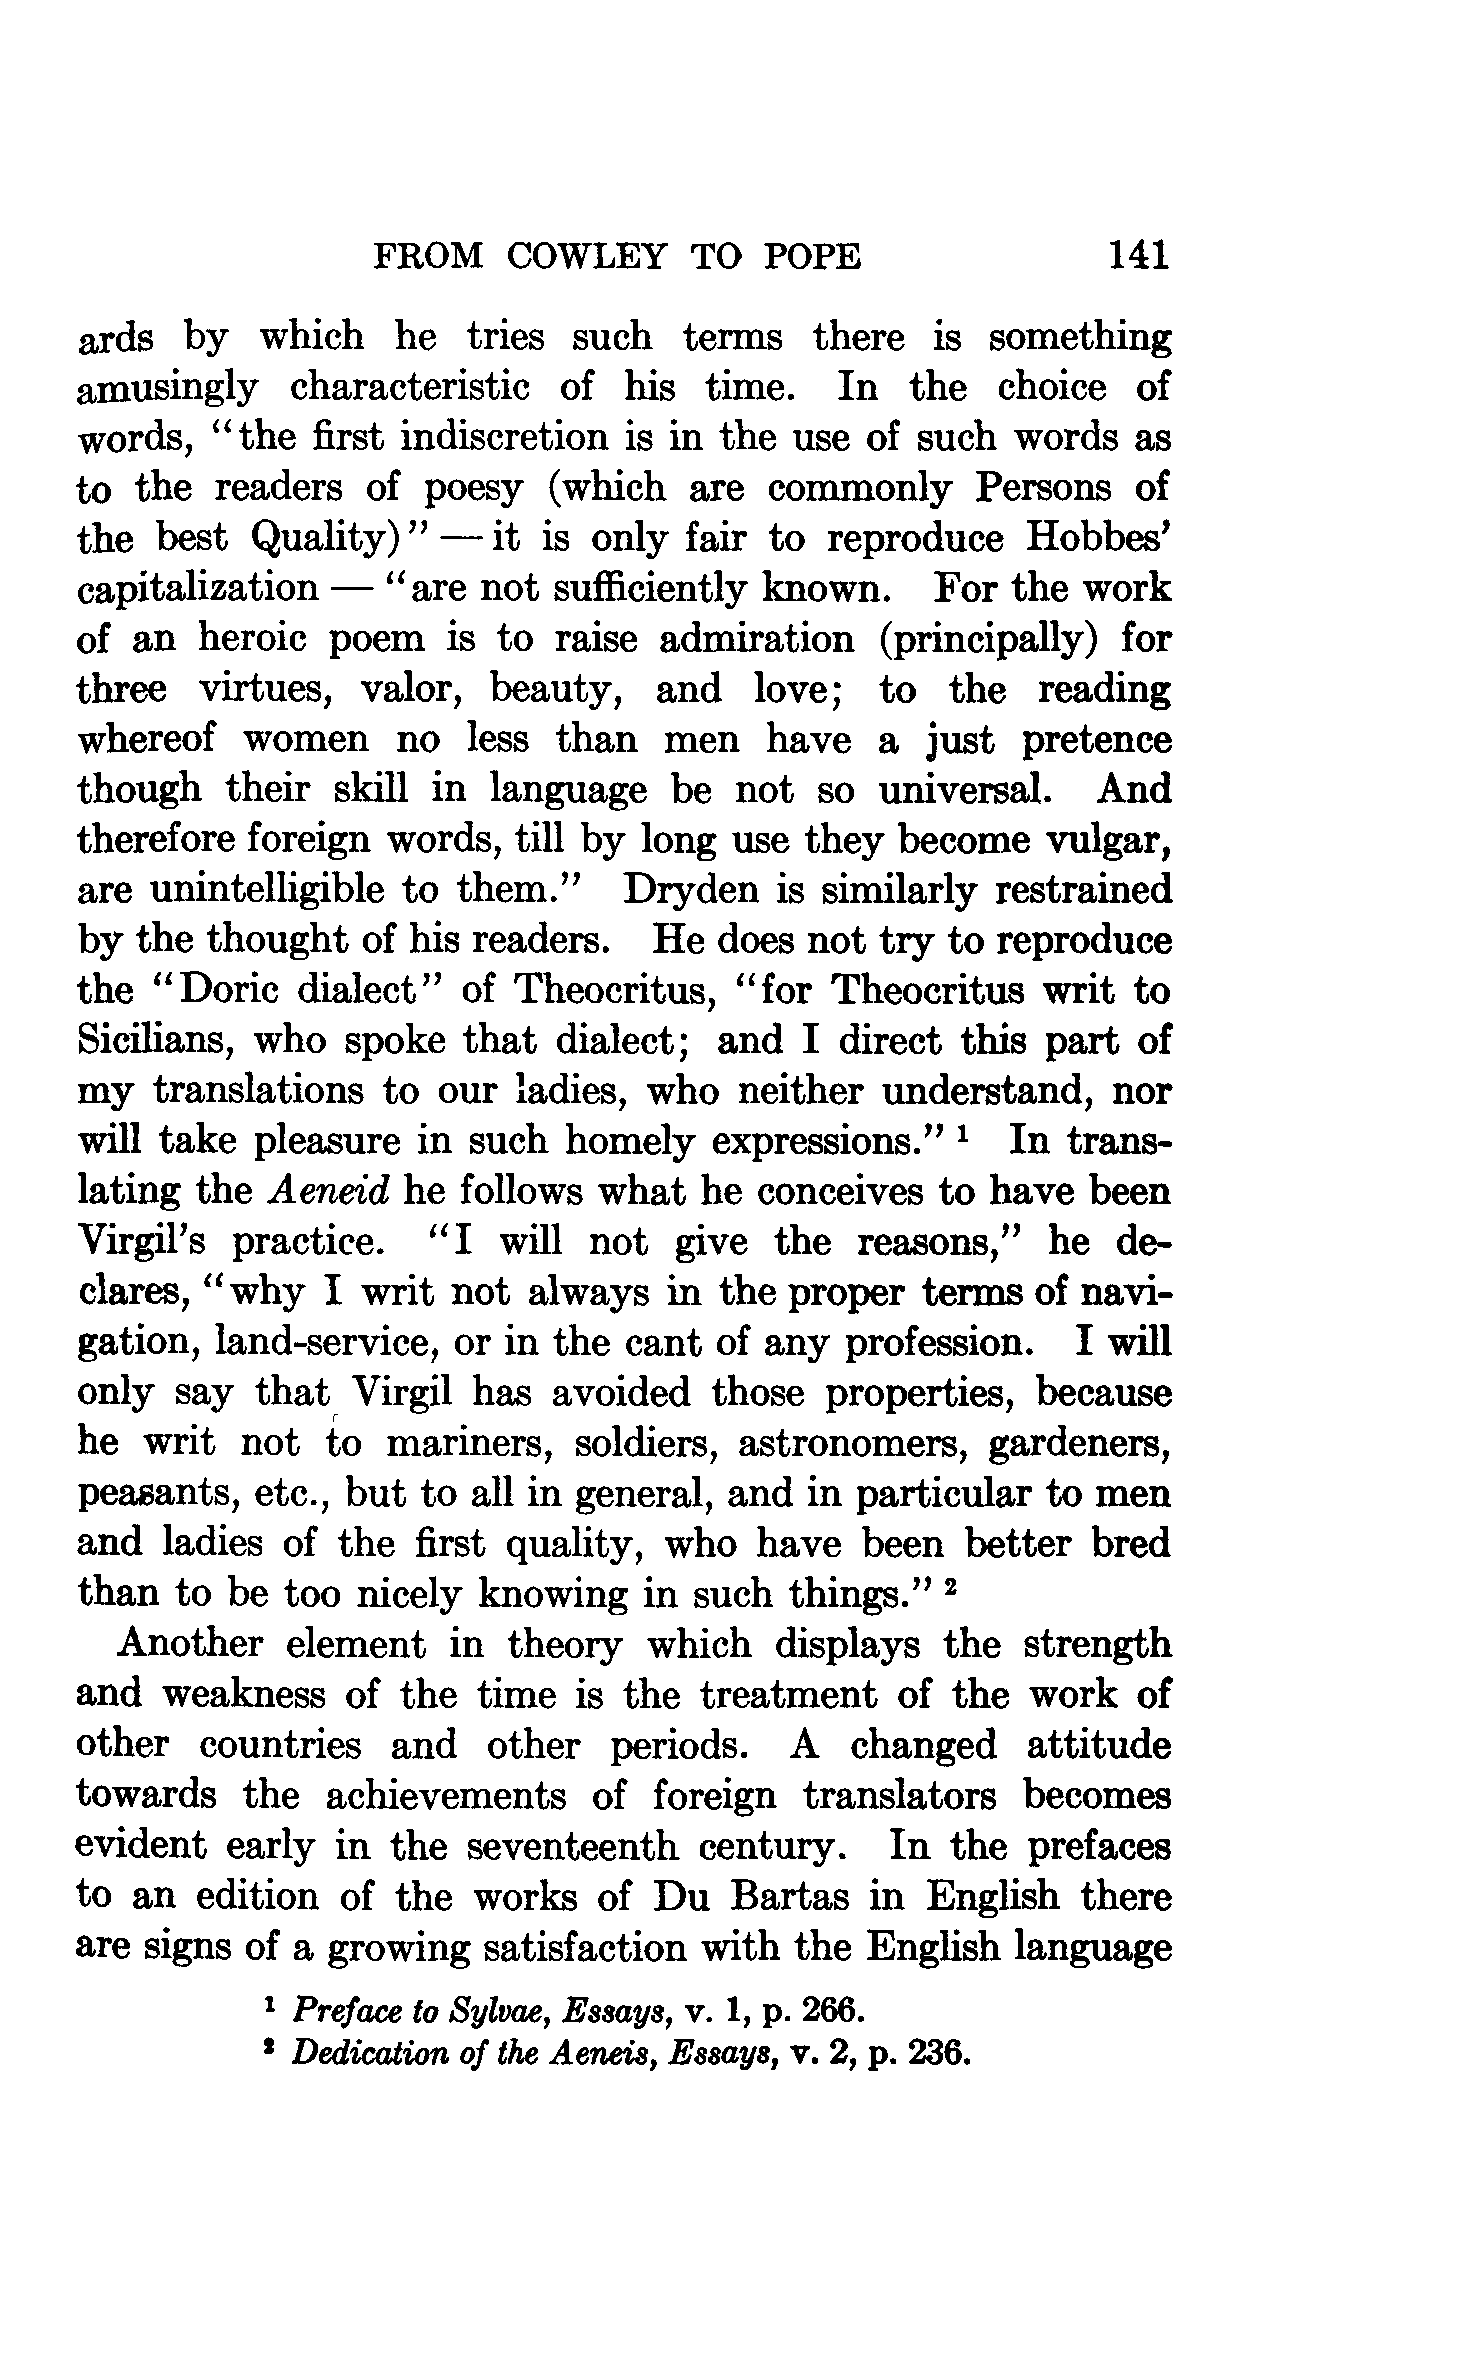 FROM COWLEY TO POPE 141
ards by which he tries such terms there is something
amusingly characteristic of his time. In the choice of
words, “the first indiscretion is in the use of such words as
to the readers of poesy (which are commonly Persons of
the best Quality)” — it is only fair to reproduce Hobbes’
capitalization — “are not sufficiently known. For the work
of an heroic poem is to raise admiration (principally) for
three virtues, valor, beauty, and love; to the reading
whereof women no less than men have a just pretence
though their skill in language be not so universal. And
therefore foreign words, till by long use they become vulgar,
are unintelligible to them.” Dryden is similarly restrained
by the thought of his readers. He does not try to reproduce
the “Doric dialect” of Theocritus, “for Theocritus writ to
Sicilians, who spoke that dialect; and I direct this part of
my translations to our ladies, who neither understand, nor
will take pleasure in such homely expressions.” ¹ In trans-
lating the Aeneid he follows what he conceives to have been
Virgil’s practice. “I will not give the reasons,” he de-
clares, “why I writ not always in the proper terms of navi-
gation, land-service, or in the cant of any profession. I will
only say that Virgil has avoided those properties, because
he writ not to mariners, soldiers, astronomers, gardeners,
peasants, etc., but to all in general, and in particular to men
and ladies of the first quality, who have been better bred
than to be too nicely knowing in such things.” ²
Another element in theory which displays the strength
and weakness of the time is the treatment of the work of
other countries and other periods. A changed attitude
towards the achievements of foreign translators becomes
evident early in the seventeenth century. In the prefaces
to an edition of the works of Du Bartas in English there
are signs of a growing satisfaction with the English language
¹ Preface to Sylvae, Essays, v. 1, p. 266.
² Dedication of the Aeneis, Essays, v. 2, p. 236.